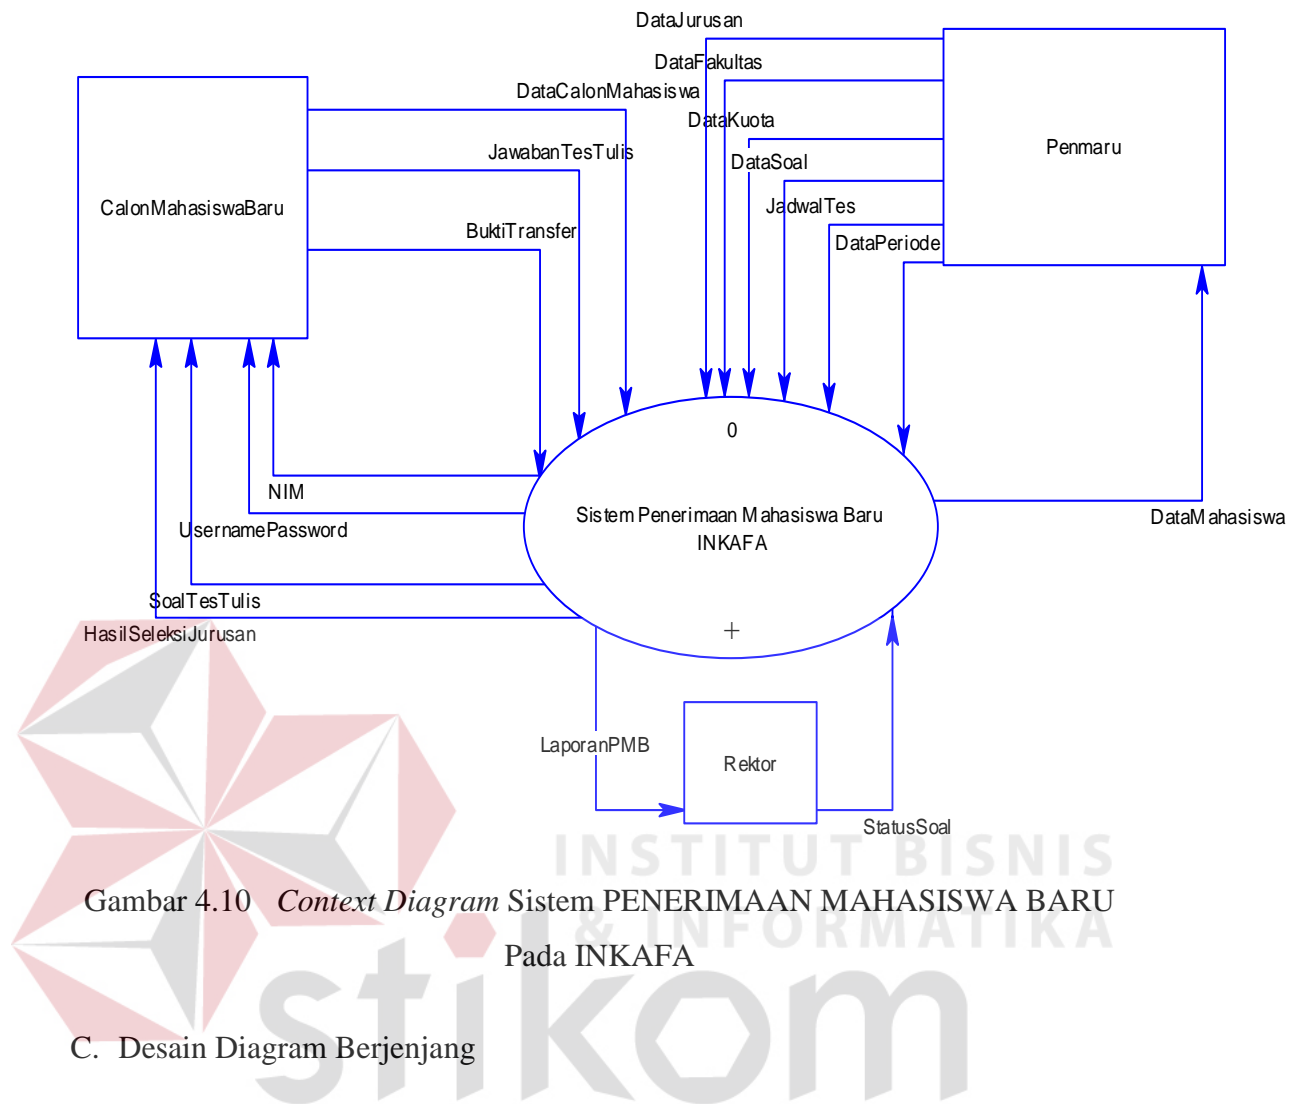 DataJurusan
DataFakultas
DataCalonMahasiswa
DataKuota
Penmaru
JawabanTesTulis
DataSoal
CalonMahasiswaBaru
JadwalTes
BuktiTransfer
DataPeriode
0
NIM
Sistem Penerimaan Mahasiswa Baru
INKAFA
DataMahasiswa
UsernamePassword
SoalTesTulis
HasilSeleksiJurusan
+
LaporanPMB
Rektor
StatusSoal
INSTITUT BISNIS
& INFORMATIKA
stikom
Gambar 4.10 Context Diagram Sistem PENERIMAAN MAHASISWA BARU
Pada INKAFA
C. Desain Diagram Berjenjang